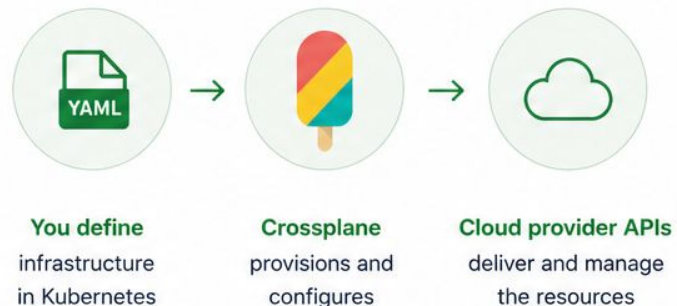 YAML
You define
infrastructure
in Kubernetes
Crossplane
provisions and
configures
Cloud provider APIs
deliver and manage
the resources